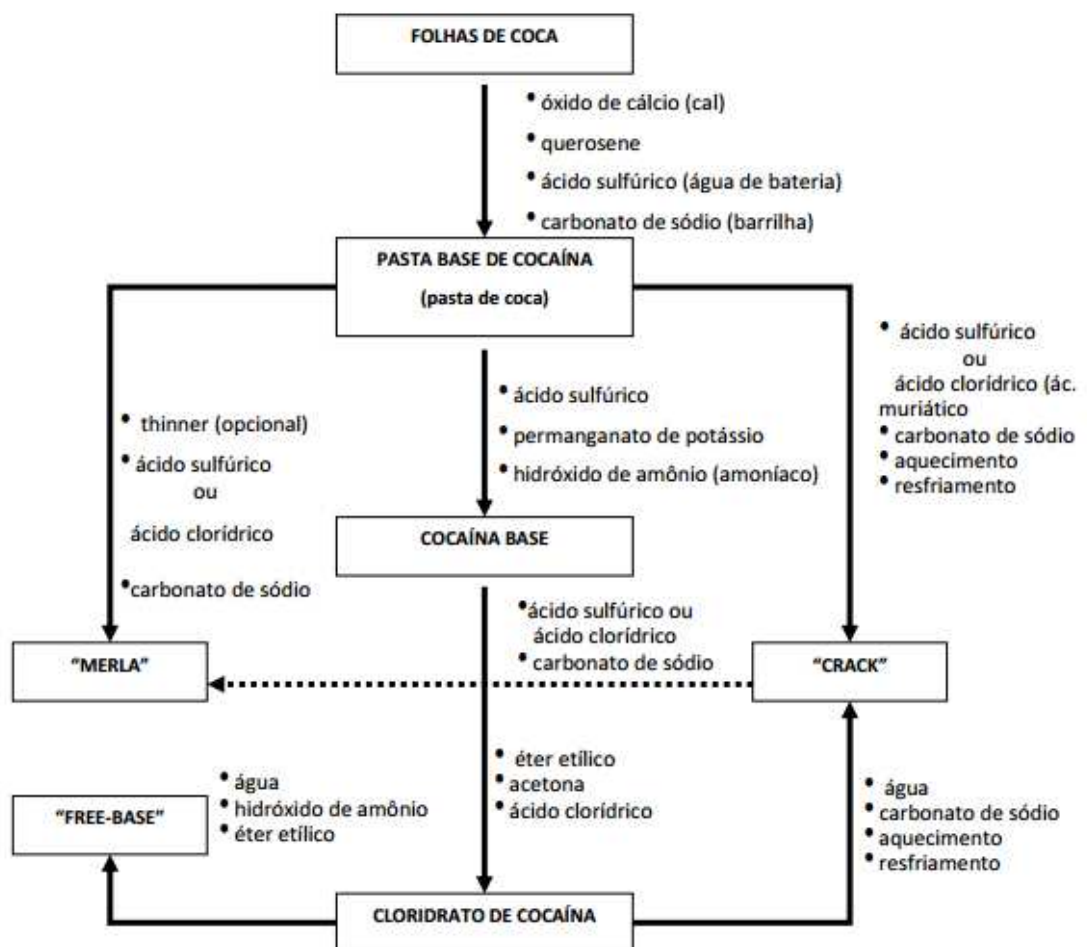 FOLHAS DE COCA
• óxido de cálcio (cal)
• querosene
• ácido sulfúrico (água de bateria)
• carbonato de sódio (barrilha)
PASTA BASE DE COCAÍNA
(pasta de coca)
• thinner (opcional)
• ácido sulfúrico
ou
ácido clorídrico
• carbonato de sódio
• ácido sulfúrico
• permanganato de potássio
• hidróxido de amônio (amoníaco)
• ácido sulfúrico
ou
ácido clorídrico (ác.
muriático
• carbonato de sódio
• aquecimento
• resfriamento
COCAÍNA BASE
• ácido sulfúrico ou
ácido clorídrico
• carbonato de sódio
"MERLA"
"CRACK"
• éter etílico
• acetona
• ácido clorídrico
• água
• hidróxido de amônio
• éter etílico
"FREE-BASE"
• água
• carbonato de sódio
• aquecimento
• resfriamento
CLORIDRATO DE COCAÍNA